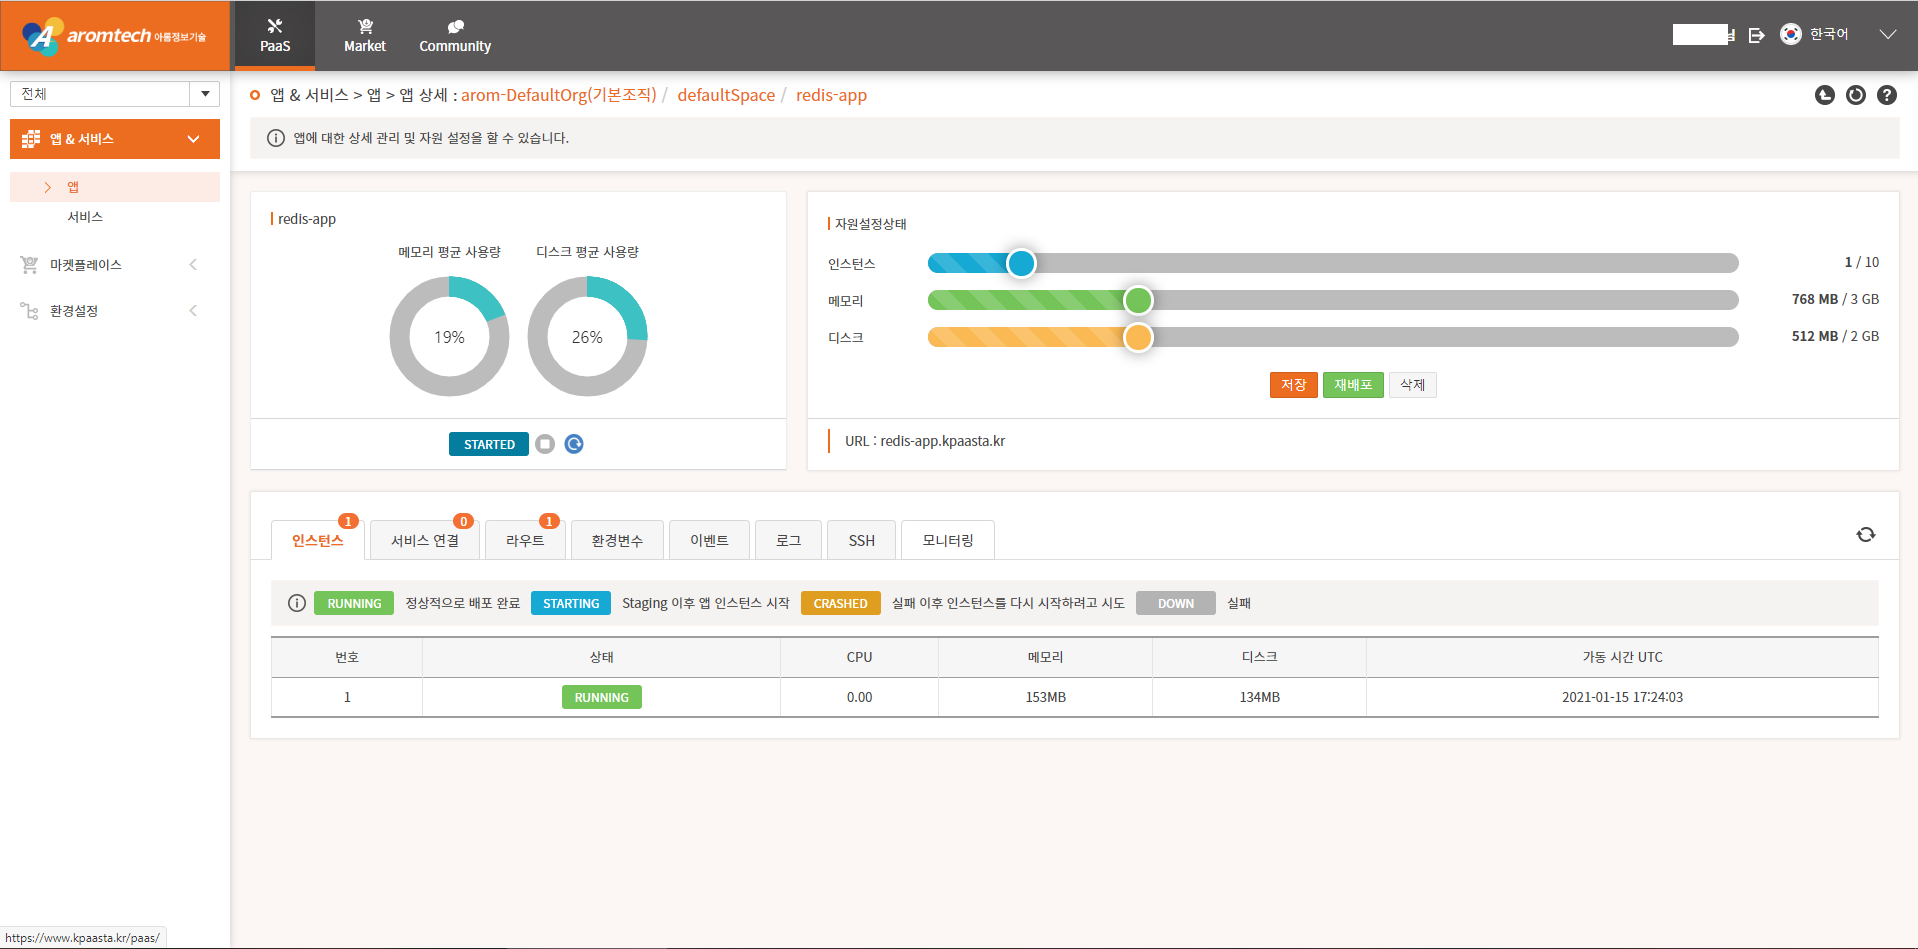 aromtech 아롬정보기술
PaaS
Market
Community
님
한국어
전체
앱 & 서비스
앱
서비스
마켓플레이스
환경설정
앱 & 서비스 > 앱 > 앱 상세 : arom-DefaultOrg(기본조직) / defaultSpace / redis-app
앱에 대한 상세 관리 및 자원 설정을 할 수 있습니다.
redis-app
메모리 평균 사용량
디스크 평균 사용량
19%
26%
STARTED
자원설정상태
인스턴스
1 / 10
메모리
768 MB / 3 GB
디스크
512 MB / 2 GB
저장
재배포
삭제
URL : redis-app.kpaasta.kr
인스턴스 1
서비스 연결 0
라우트 1
환경변수
이벤트
로그
SSH
모니터링
RUNNING 정상적으로 배포 완료 STARTING Staging 이후 앱 인스턴스 시작 CRASHED 실패 이후 인스턴스를 다시 시작하려고 시도 DOWN 실패
번호 상태 CPU 메모리 디스크 가동 시간 UTC
1 RUNNING 0.00 153MB 134MB 2021-01-15 17:24:03
https://www.kpaasta.kr/paas/